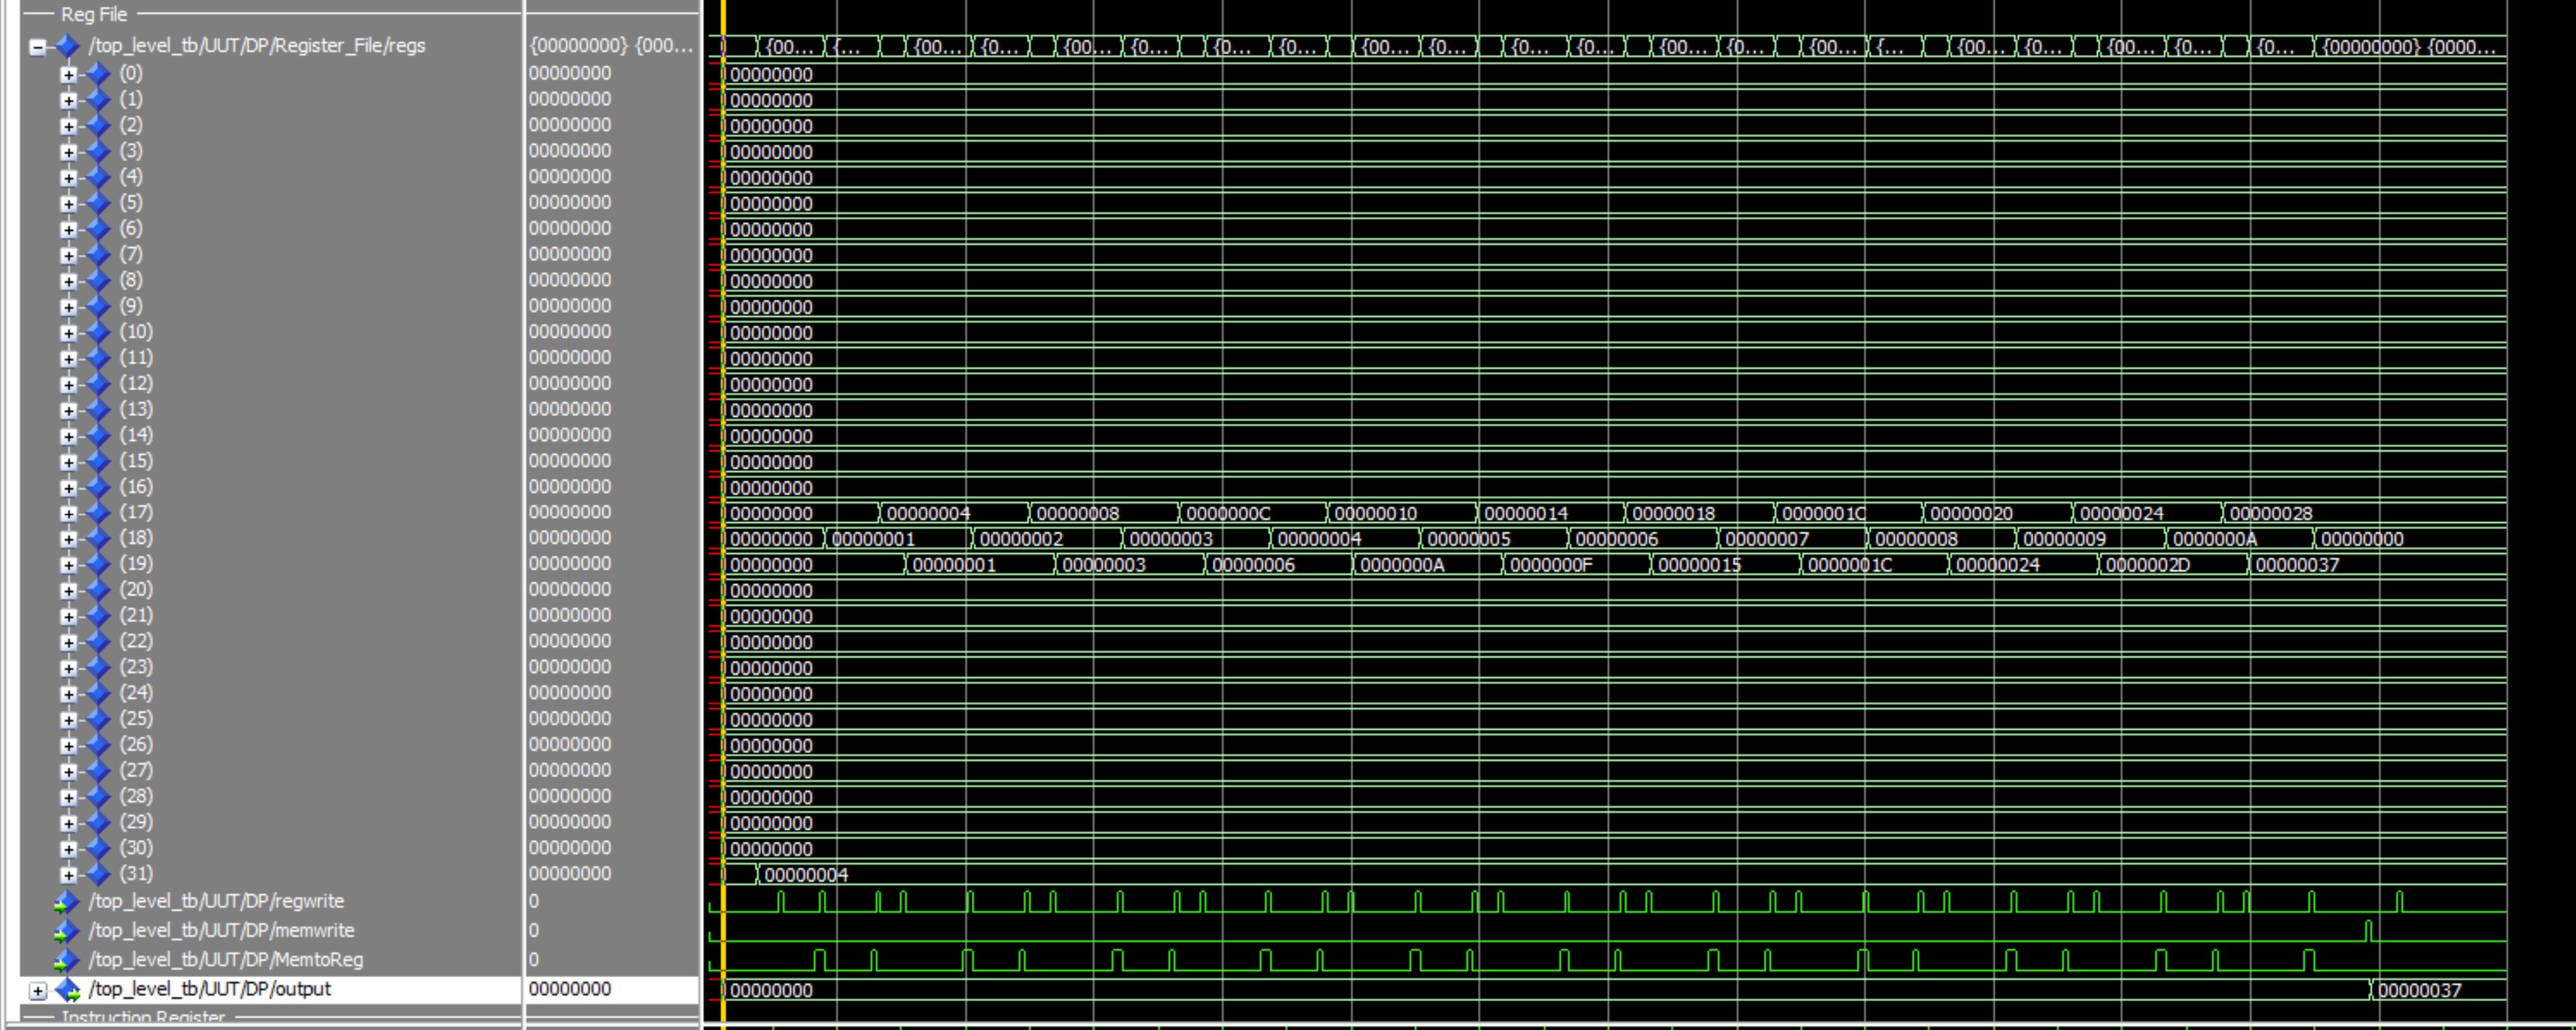 Reg File
/top_level_tb/UUT/DP/Register_File/regs {00000000} {000... {00... {... {00... {0... {00... {0... {0... {0... {00... {0... {0... {0... {00... {0... {00... {... {00... {0... {00... {0... {0... {00000000} {0000...
(0) 00000000 00000000
(1) 00000000 00000000
(2) 00000000 00000000
(3) 00000000 00000000
(4) 00000000 00000000
(5) 00000000 00000000
(6) 00000000 00000000
(7) 00000000 00000000
(8) 00000000 00000000
(9) 00000000 00000000
(10) 00000000 00000000
(11) 00000000 00000000
(12) 00000000 00000000
(13) 00000000 00000000
(14) 00000000 00000000
(15) 00000000 00000000
(16) 00000000 00000000
(17) 00000000 00000000 00000004 00000008 0000000C 00000010 00000014 00000018 0000001C 00000020 00000024 00000028
(18) 00000000 00000000 00000001 00000002 00000003 00000004 00000005 00000006 00000007 00000008 00000009 0000000A 00000000
(19) 00000000 00000000 00000001 00000003 00000006 0000000A 0000000F 00000015 0000001C 00000024 0000002D 00000037
(20) 00000000 00000000
(21) 00000000 00000000
(22) 00000000 00000000
(23) 00000000 00000000
(24) 00000000 00000000
(25) 00000000 00000000
(26) 00000000 00000000
(27) 00000000 00000000
(28) 00000000 00000000
(29) 00000000 00000000
(30) 00000000 00000000
(31) 00000000 00000004
/top_level_tb/UUT/DP/regwrite 0
/top_level_tb/UUT/DP/memwrite 0
/top_level_tb/UUT/DP/MemtoReg 0
/top_level_tb/UUT/DP/output 00000000 00000000 00000037
Instruction Register